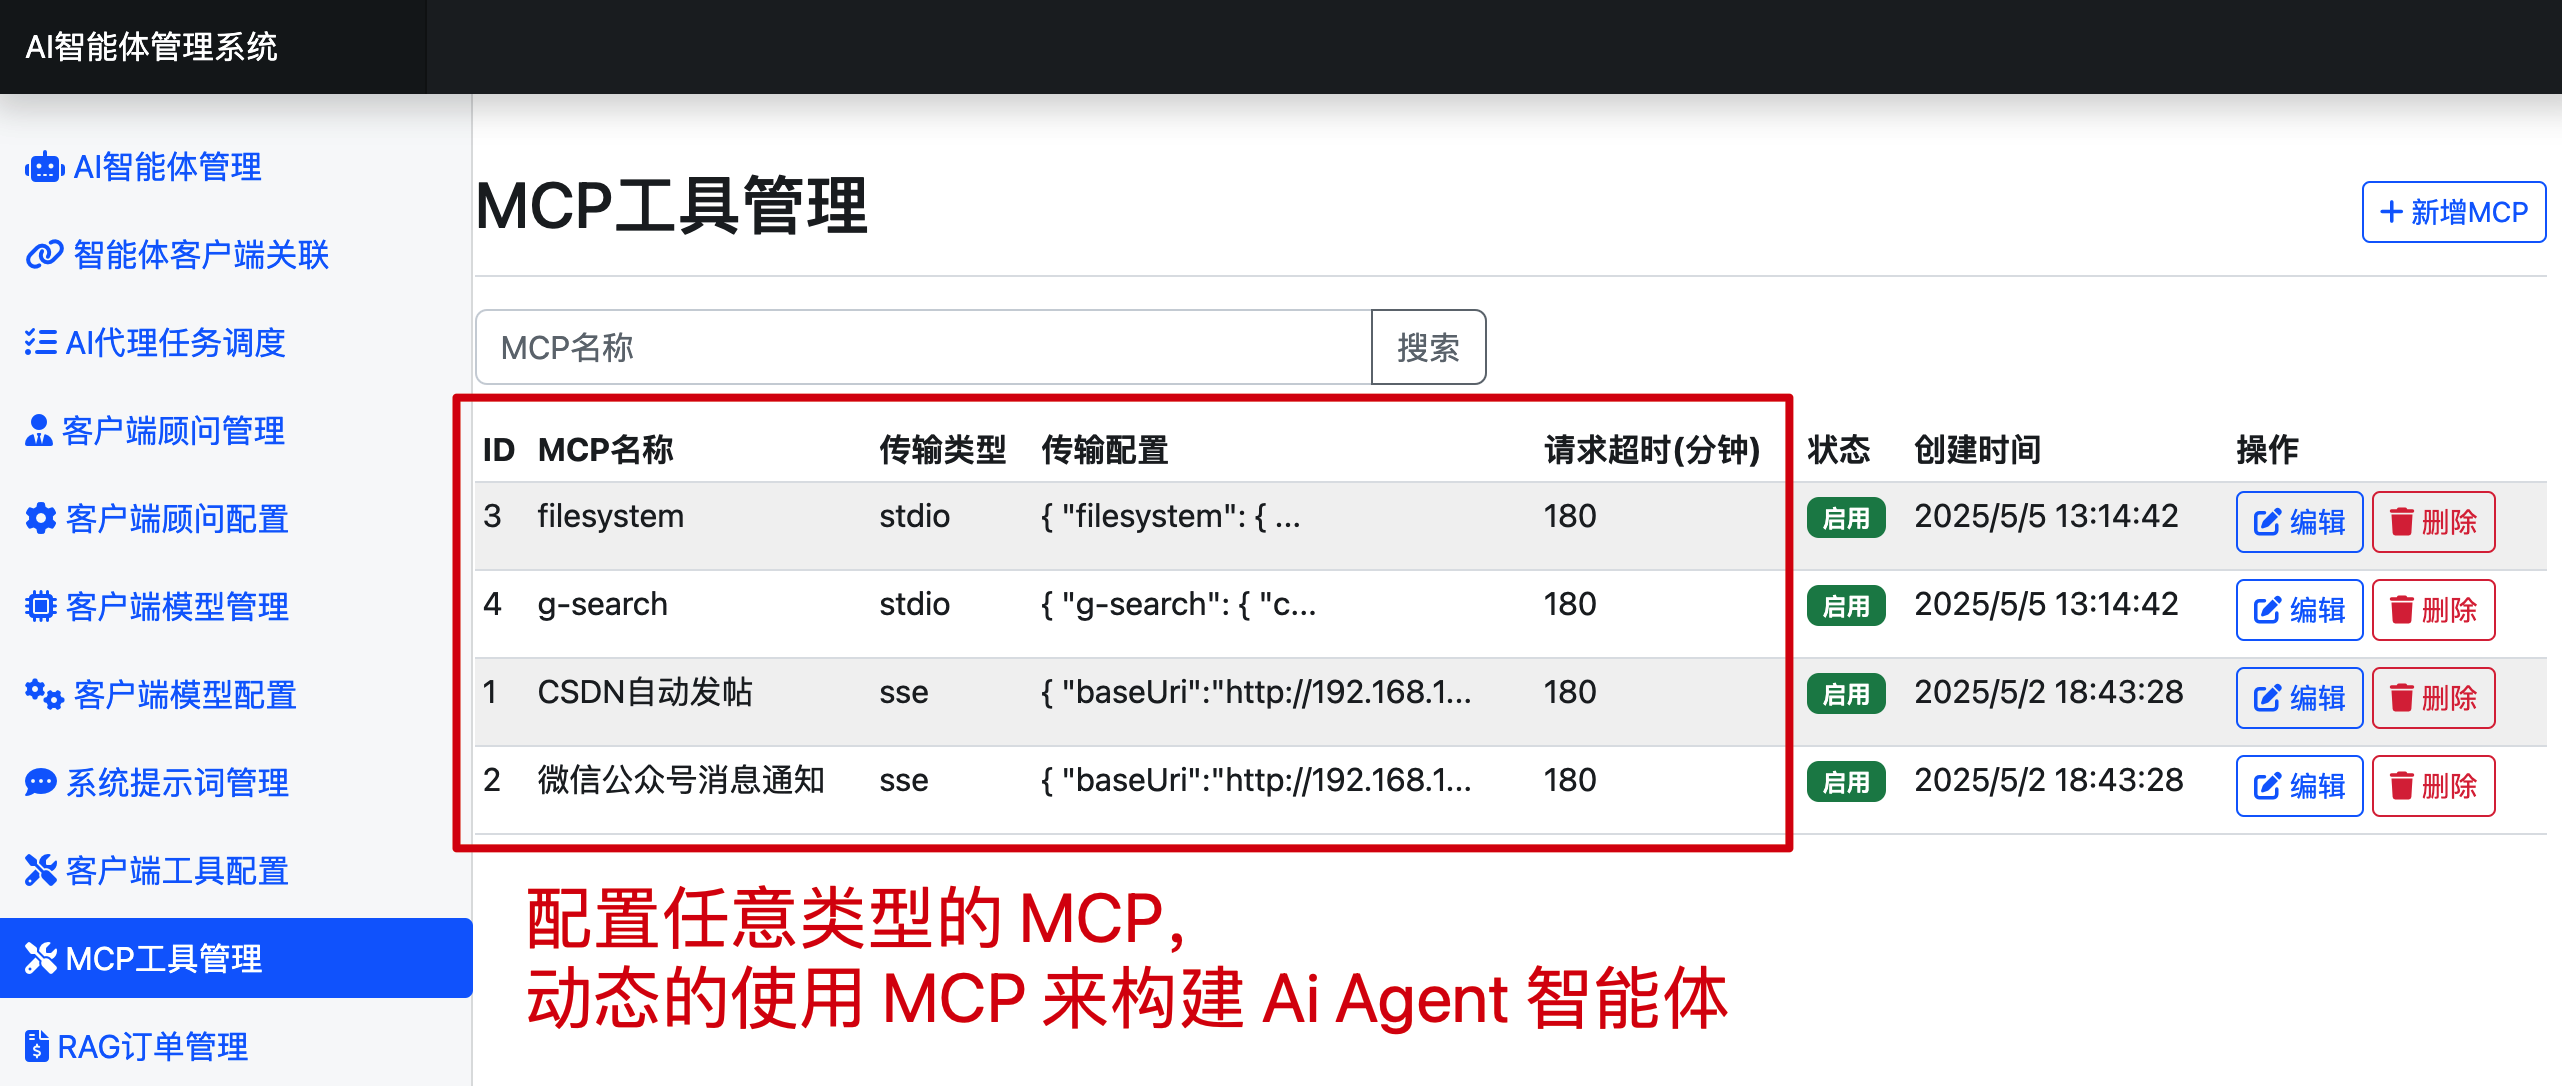 AI智能体管理系统
AI智能体管理
智能体客户端关联
AI代理任务调度
客户端顾问管理
客户端顾问配置
客户端模型管理
客户端模型配置
系统提示词管理
客户端工具配置
MCP工具管理
RAG订单管理
MCP工具管理
新增MCP
MCP名称 搜索
ID MCP名称 传输类型 传输配置 请求超时(分钟) 状态 创建时间 操作
3 filesystem stdio { "filesystem": { ... 180 启用 2025/5/5 13:14:42 编辑 删除
4 g-search stdio { "g-search": { "c... 180 启用 2025/5/5 13:14:42 编辑 删除
1 CSDN自动发帖 sse { "baseUri":"http://192.168.1... 180 启用 2025/5/2 18:43:28 编辑 删除
2 微信公众号消息通知 sse { "baseUri":"http://192.168.1... 180 启用 2025/5/2 18:43:28 编辑 删除
配置任意类型的 MCP，
动态的使用 MCP 来构建 Ai Agent 智能体